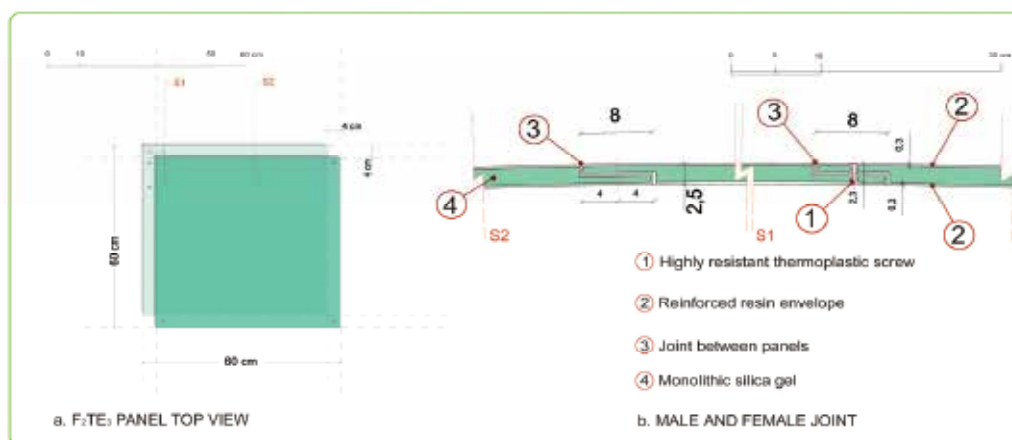 0 10 50 60 cm
S1 S2
4 cm
4 cm
60 cm
60 cm
a. F₂TE₃ PANEL TOP VIEW
0 5 10
3 8 3 8 2
0,3
4 4 4 2,5 1 2,3 0,3 2
S2 S1
1 Highly resistant thermoplastic screw
2 Reinforced resin envelope
3 Joint between panels
4 Monolithic silica gel
b. MALE AND FEMALE JOINT